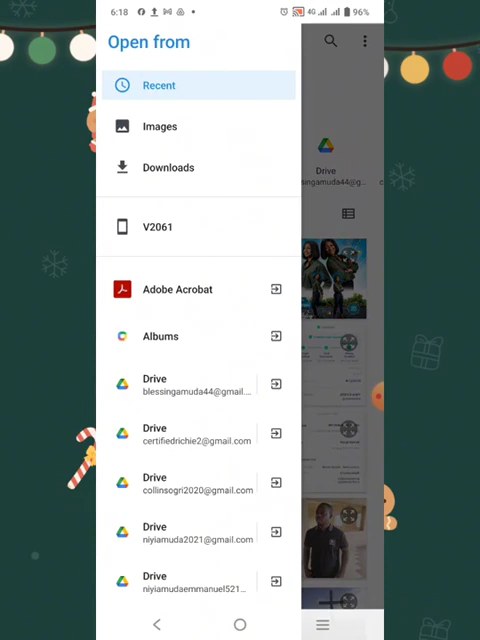 6:18
4G
96%
Open from
Recent
Images
Downloads
V2061
Adobe Acrobat
Albums
Drive
blessingamuda44@gmail...
Drive
certifiedrichie2@gmail.com
Drive
collinsogri2020@gmail.com
Drive
niyiamuda2021@gmail.com
Drive
niyiamudaemmanuel521...
Drive
singamuda44@g...